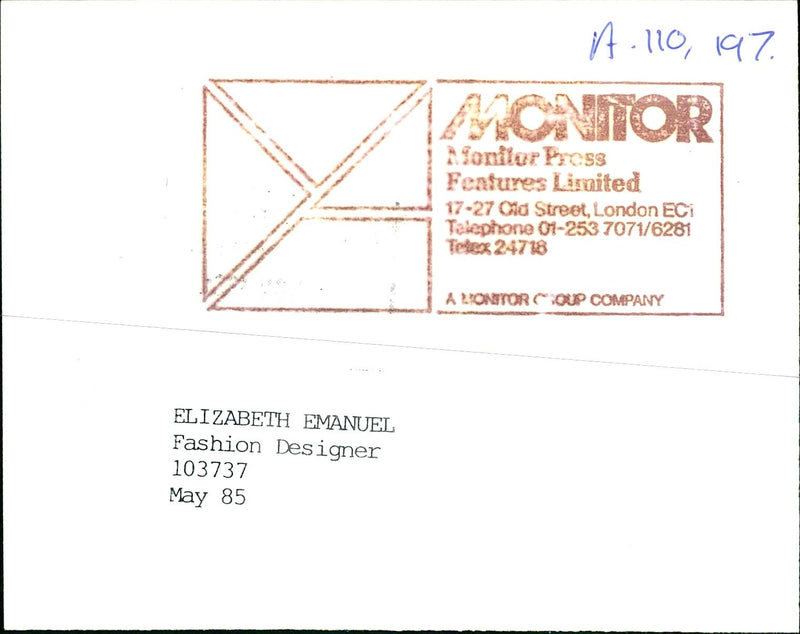 A.110,197.
MONITOR
Monitor Press
Features Limited
17-27 Old Street, London EC1
Telephone 01-253 7071/6281
Telex 24718
A MONITOR GROUP COMPANY
ELIZABETH EMANUEL
Fashion Designer
103737
May 85